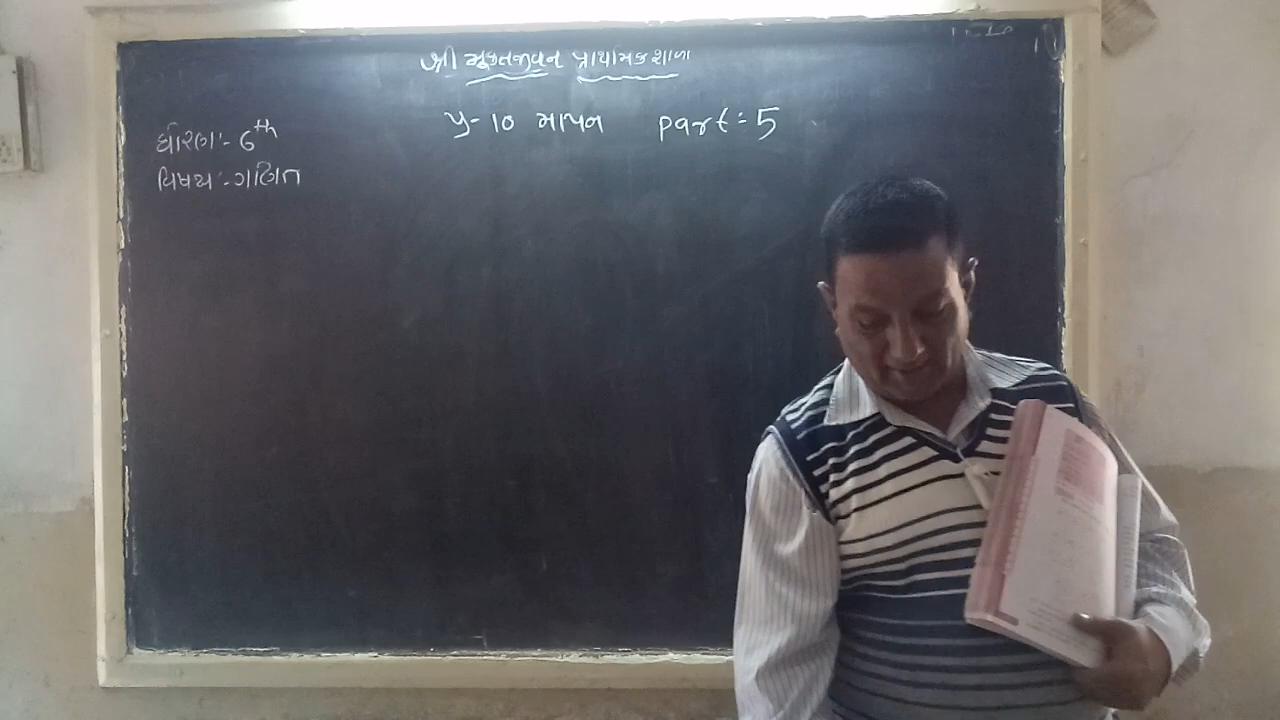 શ્રી મુક્તજીવન પ્રાથમિક શાળા
પ્ર-10 માપન part:5
ધોરણ:- 6th
વિષય:- ગણિત